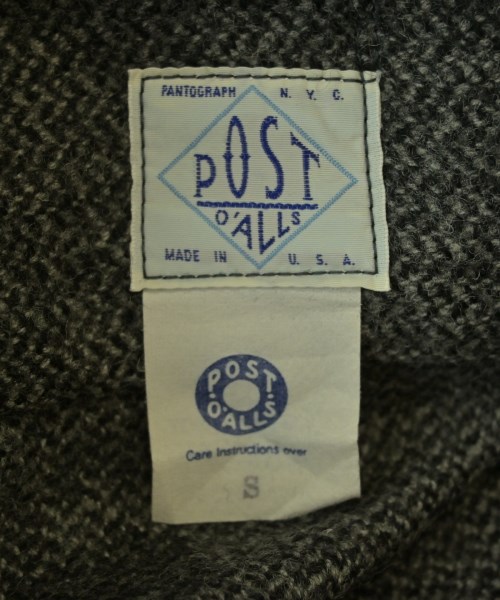 PANTOGRAPH N. Y. C.
POST
O'ALLS
MADE IN U. S. A.
POST
O'ALLS
Care Instructions over
S